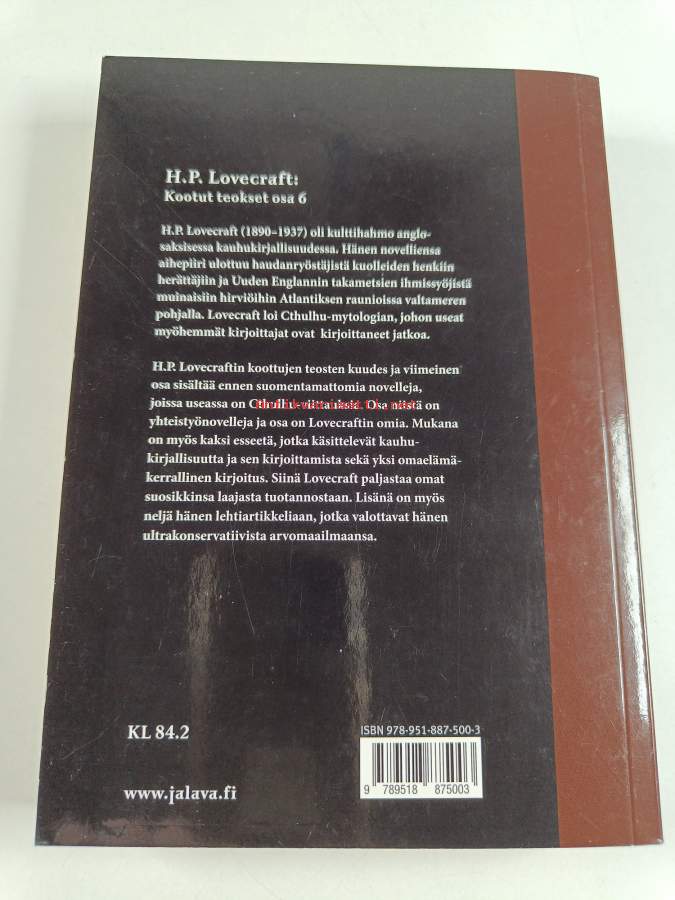 H.P. Lovecraft:
Kootut teokset osa 6
H.P. Lovecraft (1890–1937) oli kulttihahmo anglo-
saksisessa kauhukirjallisuudessa. Hänen novelliensa
aihepiiri ulottuu haudanryöstäjistä kuolleiden henkiin
herättäjiin ja Uuden Englannin takametsien ihmissyöjistä
muinaisiin hirviöihin Atlantiksen raunioissa valtameren
pohjalla. Lovecraft loi Cthulhu-mytologian, johon useat
myöhemmät kirjoittajat ovat kirjoittaneet jatkoa.
H.P. Lovecraftin koottujen teosten kuudes ja viimeinen
osa sisältää ennen suomentamattomia novelleja,
joissa useassa on Cthulhu-viittauksia. Osa niistä on
yhteistyönovelleja ja osa on Lovecraftin omia. Mukana
on myös kaksi esseetä, jotka käsittelevät kauhu-
kirjallisuutta ja sen kirjoittamista sekä yksi omaelämä-
kerrallinen kirjoitus. Siinä Lovecraft paljastaa omat
suosikkinsa laajasta tuotannostaan. Lisänä on myös
neljä hänen lehtiartikkeliaan, jotka valottavat hänen
ultrakonservatiivista arvomaailmaansa.
KL 84.2
www.jalava.fi
ISBN 978-951-887-500-3
9 789518 875003